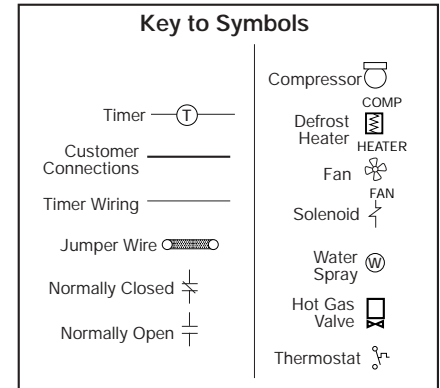 Key to Symbols
Timer T
Customer
Connections
Timer Wiring
Jumper Wire
Normally Closed
Normally Open
Compressor
COMP
Defrost
Heater
HEATER
Fan
FAN
Solenoid
Water
Spray
W
Hot Gas
Valve
Thermostat